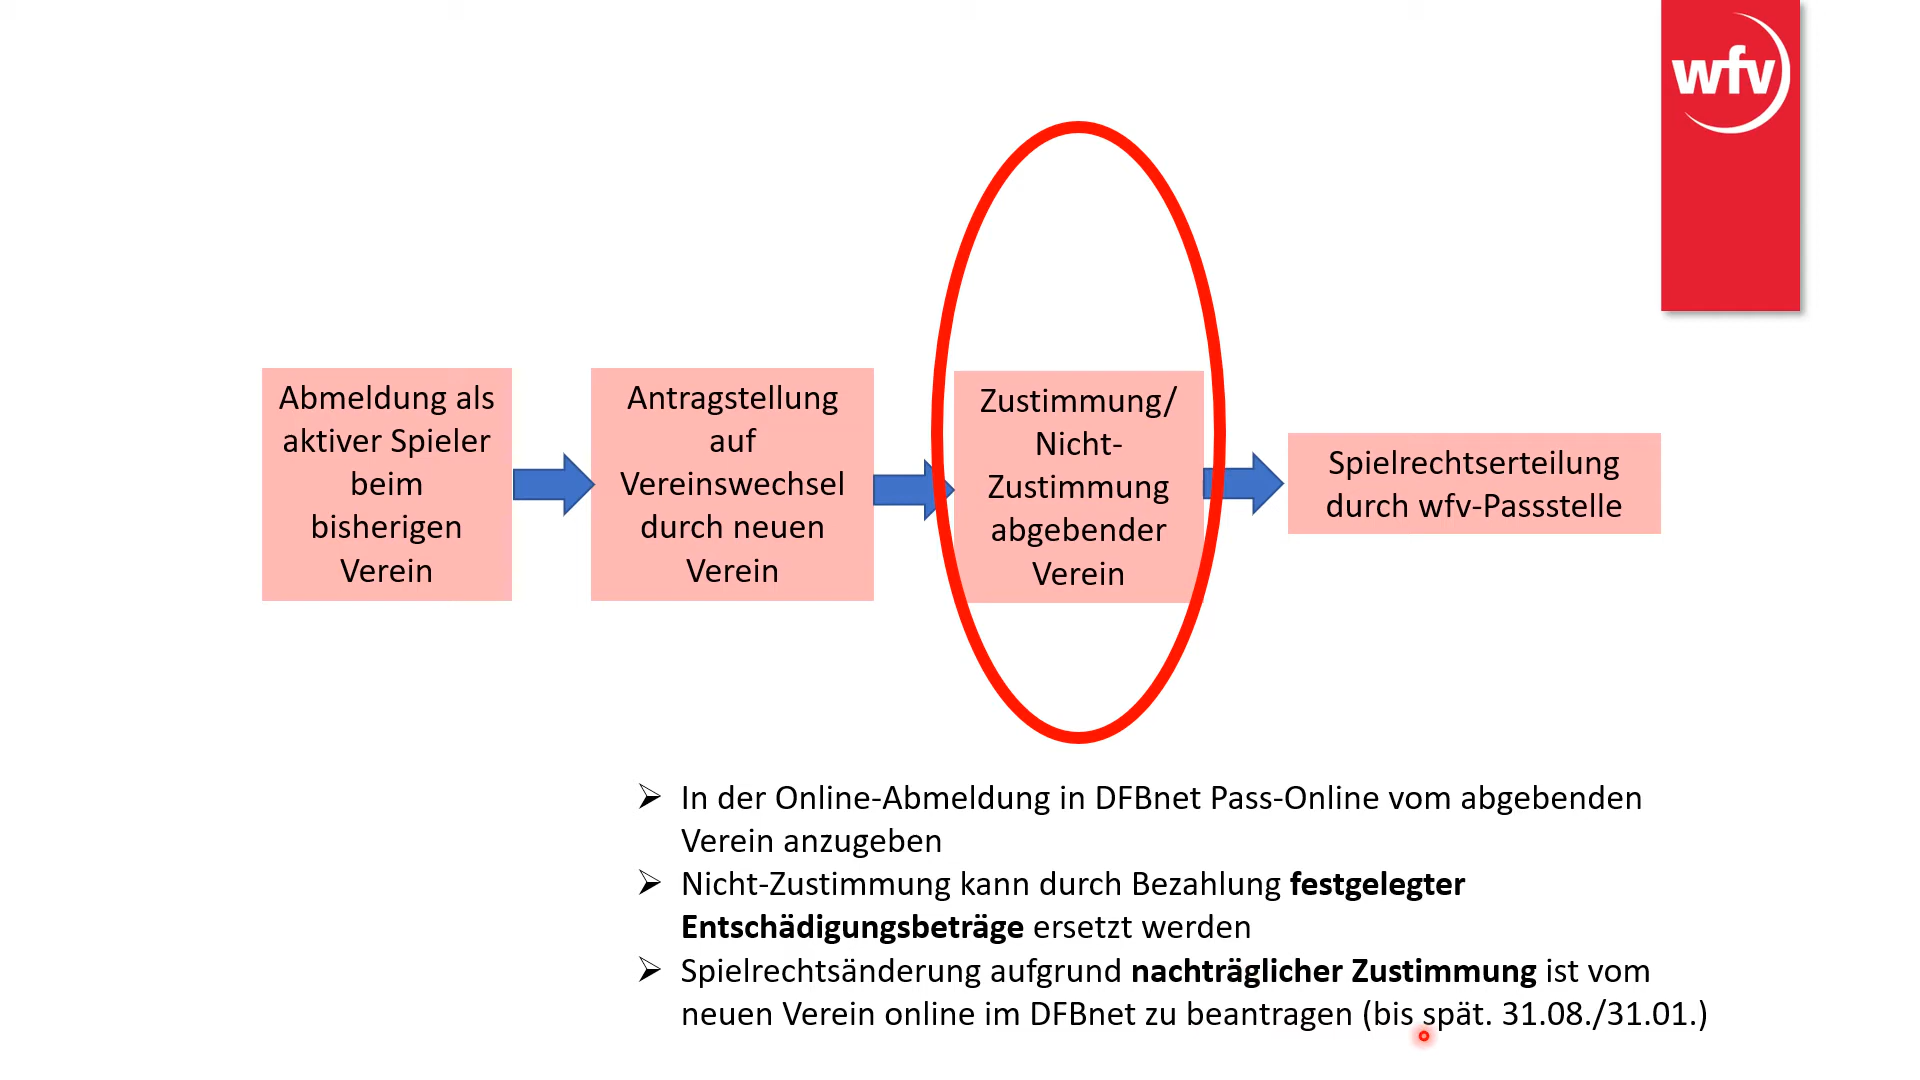 wfv
Abmeldung als
aktiver Spieler
beim
bisherigen
Verein
Antragstellung
auf
Vereinswechsel
durch neuen
Verein
Zustimmung/
Nicht-
Zustimmung
abgebender
Verein
Spielrechtserteilung
durch wfv-Passstelle
➢ In der Online-Abmeldung in DFBnet Pass-Online vom abgebenden
Verein anzugeben
➢ Nicht-Zustimmung kann durch Bezahlung festgelegter
Entschädigungsbeträge ersetzt werden
➢ Spielrechtsänderung aufgrund nachträglicher Zustimmung ist vom
neuen Verein online im DFBnet zu beantragen (bis spät. 31.08./31.01.)